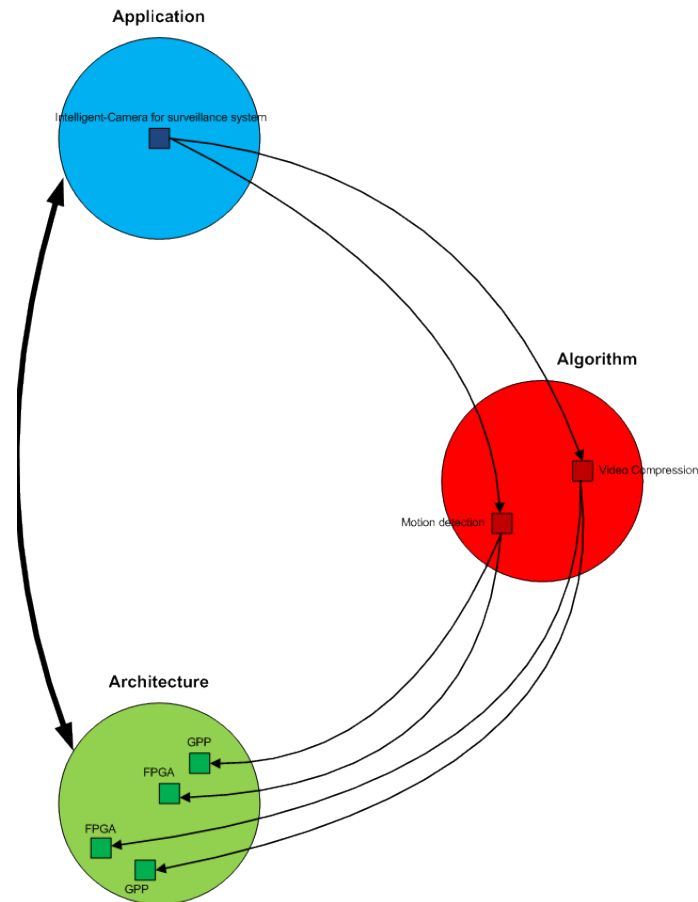 Application
Intelligent-Camera for surveillance system
Algorithm
Video Compression
Motion detection
Architecture
GPP
FPGA
FPGA
GPP